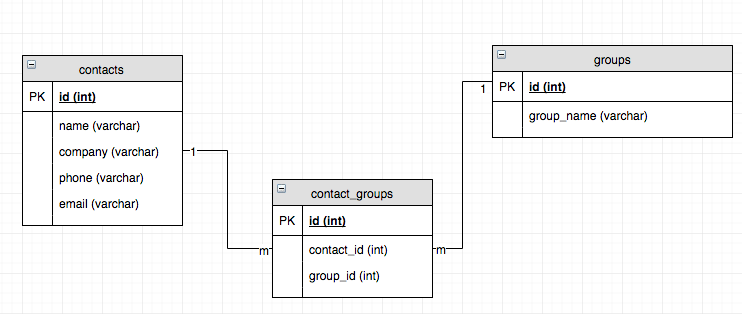 contacts
PK id (int)
name (varchar)
company (varchar)
phone (varchar)
email (varchar)
1
m
contact_groups
PK id (int)
contact_id (int)
group_id (int)
m
1
groups
PK id (int)
group_name (varchar)